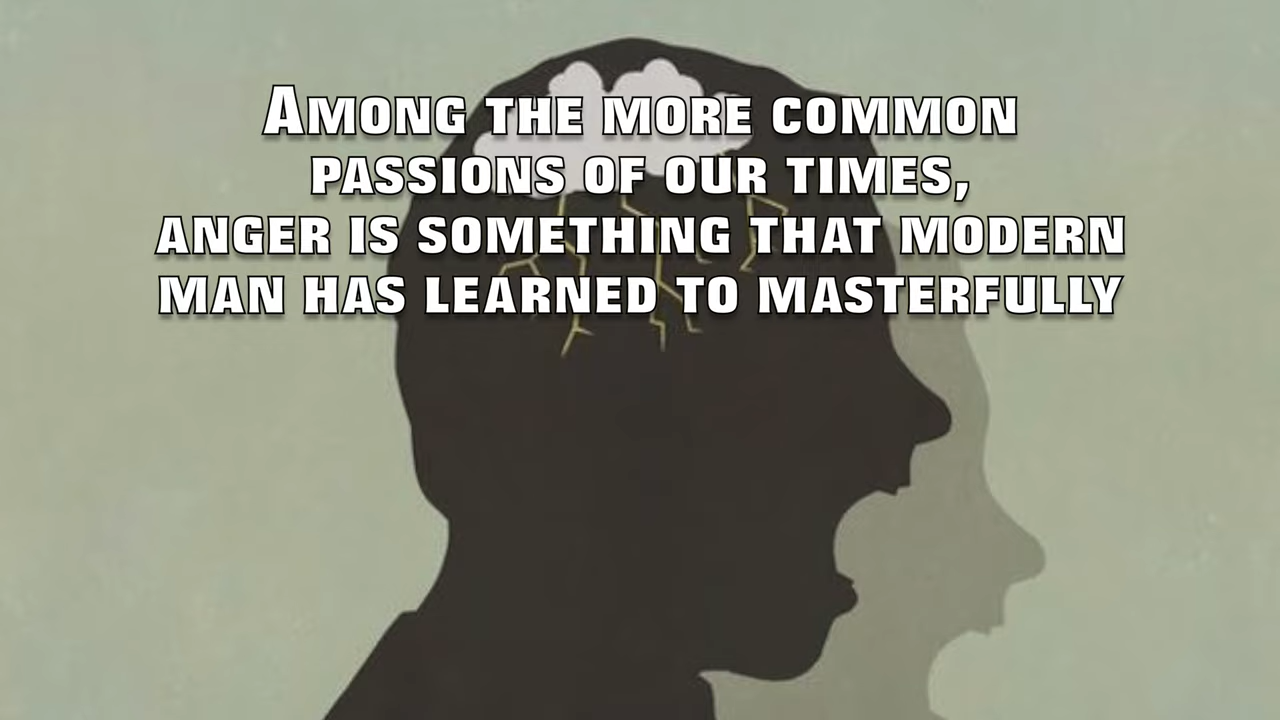 Among the more common
passions of our times,
anger is something that modern
man has learned to masterfully